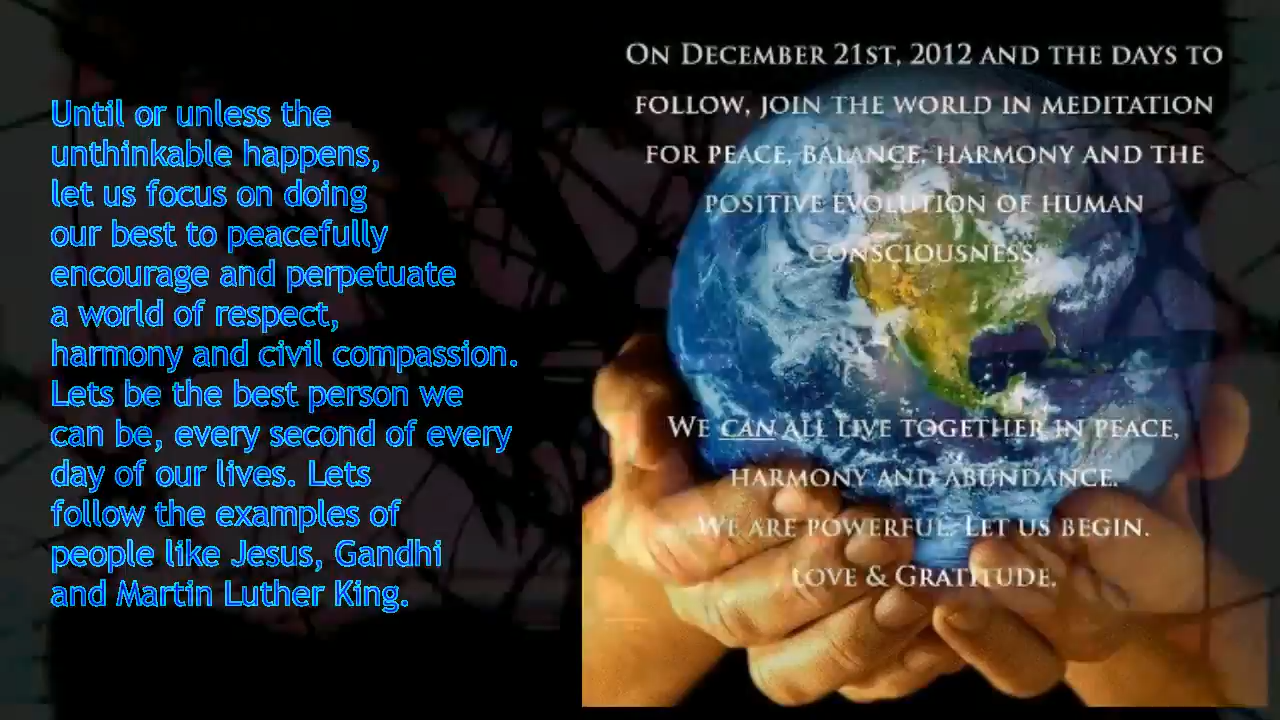 Until or unless the
unthinkable happens,
let us focus on doing
our best to peacefully
encourage and perpetuate
a world of respect,
harmony and civil compassion.
Lets be the best person we
can be, every second of every
day of our lives. Lets
follow the examples of
people like Jesus, Gandhi
and Martin Luther King.
On December 21st, 2012 and the days to
follow, join the world in meditation
for peace, balance, harmony and the
positive evolution of human
consciousness.
We can all live together in peace,
harmony and abundance.
We are powerful. Let us begin.
Love & Gratitude.